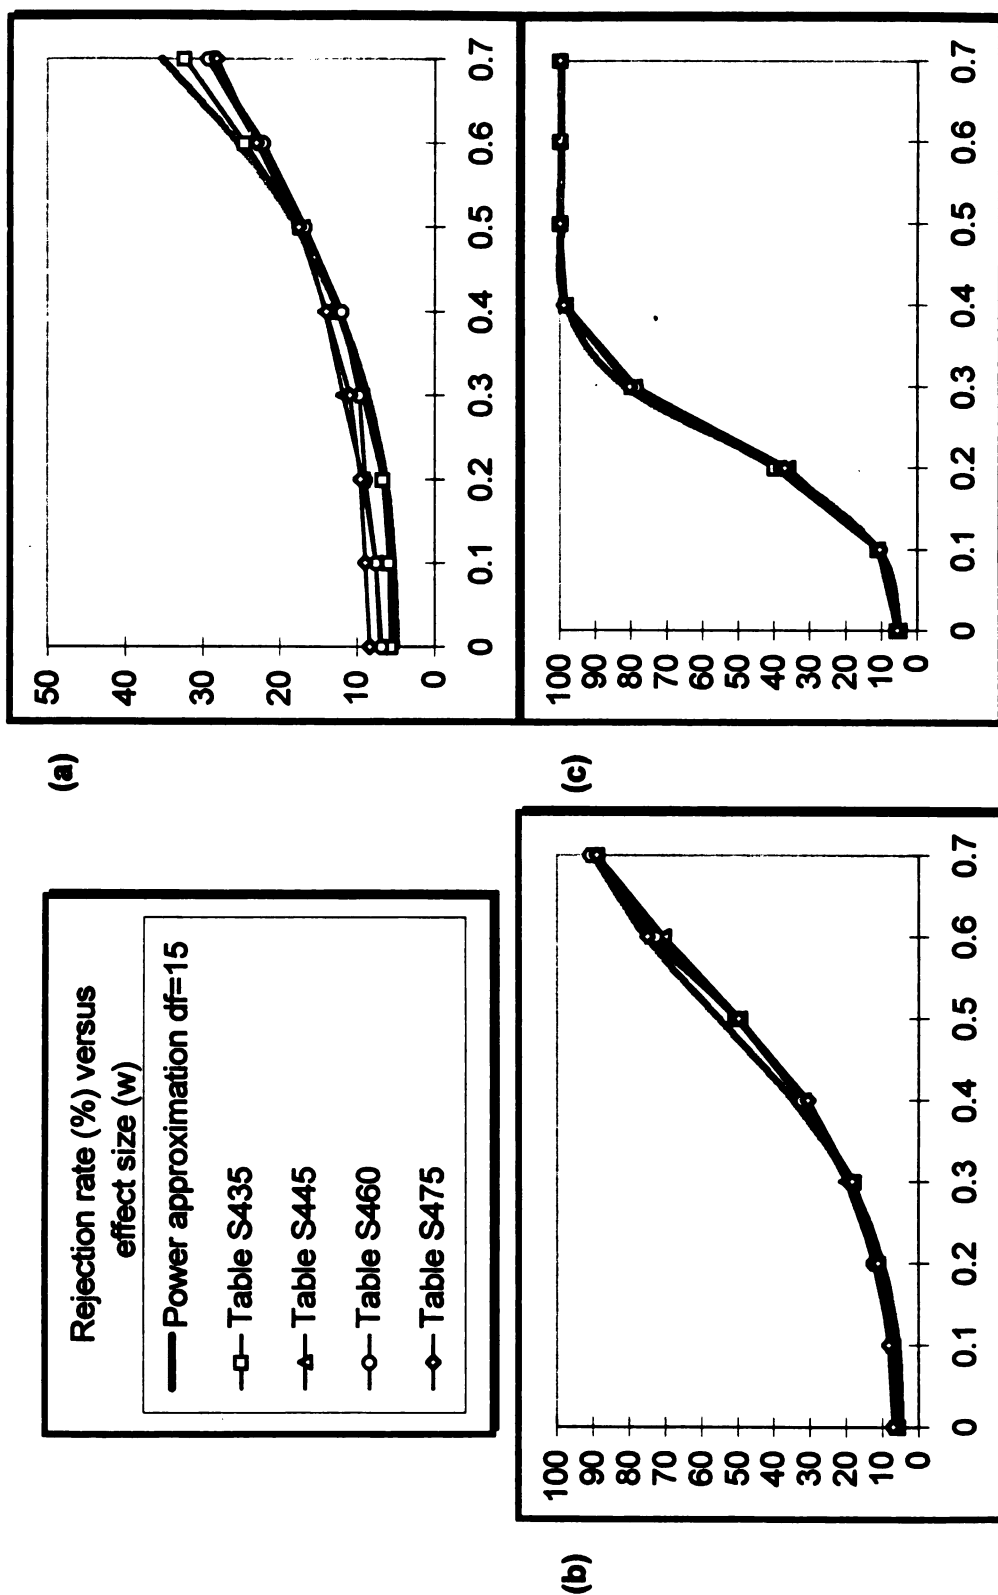 Rejection rate (%) versus
effect size (w)
Power approximation df=15
Table S435
Table S445
Table S460
Table S475
(a)
50
40
30
20
10
0
0 0.1 0.2 0.3 0.4 0.5 0.6 0.7
(b)
100
90
80
70
60
50
40
30
20
10
0
0 0.1 0.2 0.3 0.4 0.5 0.6 0.7
(c)
100
90
80
70
60
50
40
30
20
10
0
0 0.1 0.2 0.3 0.4 0.5 0.6 0.7